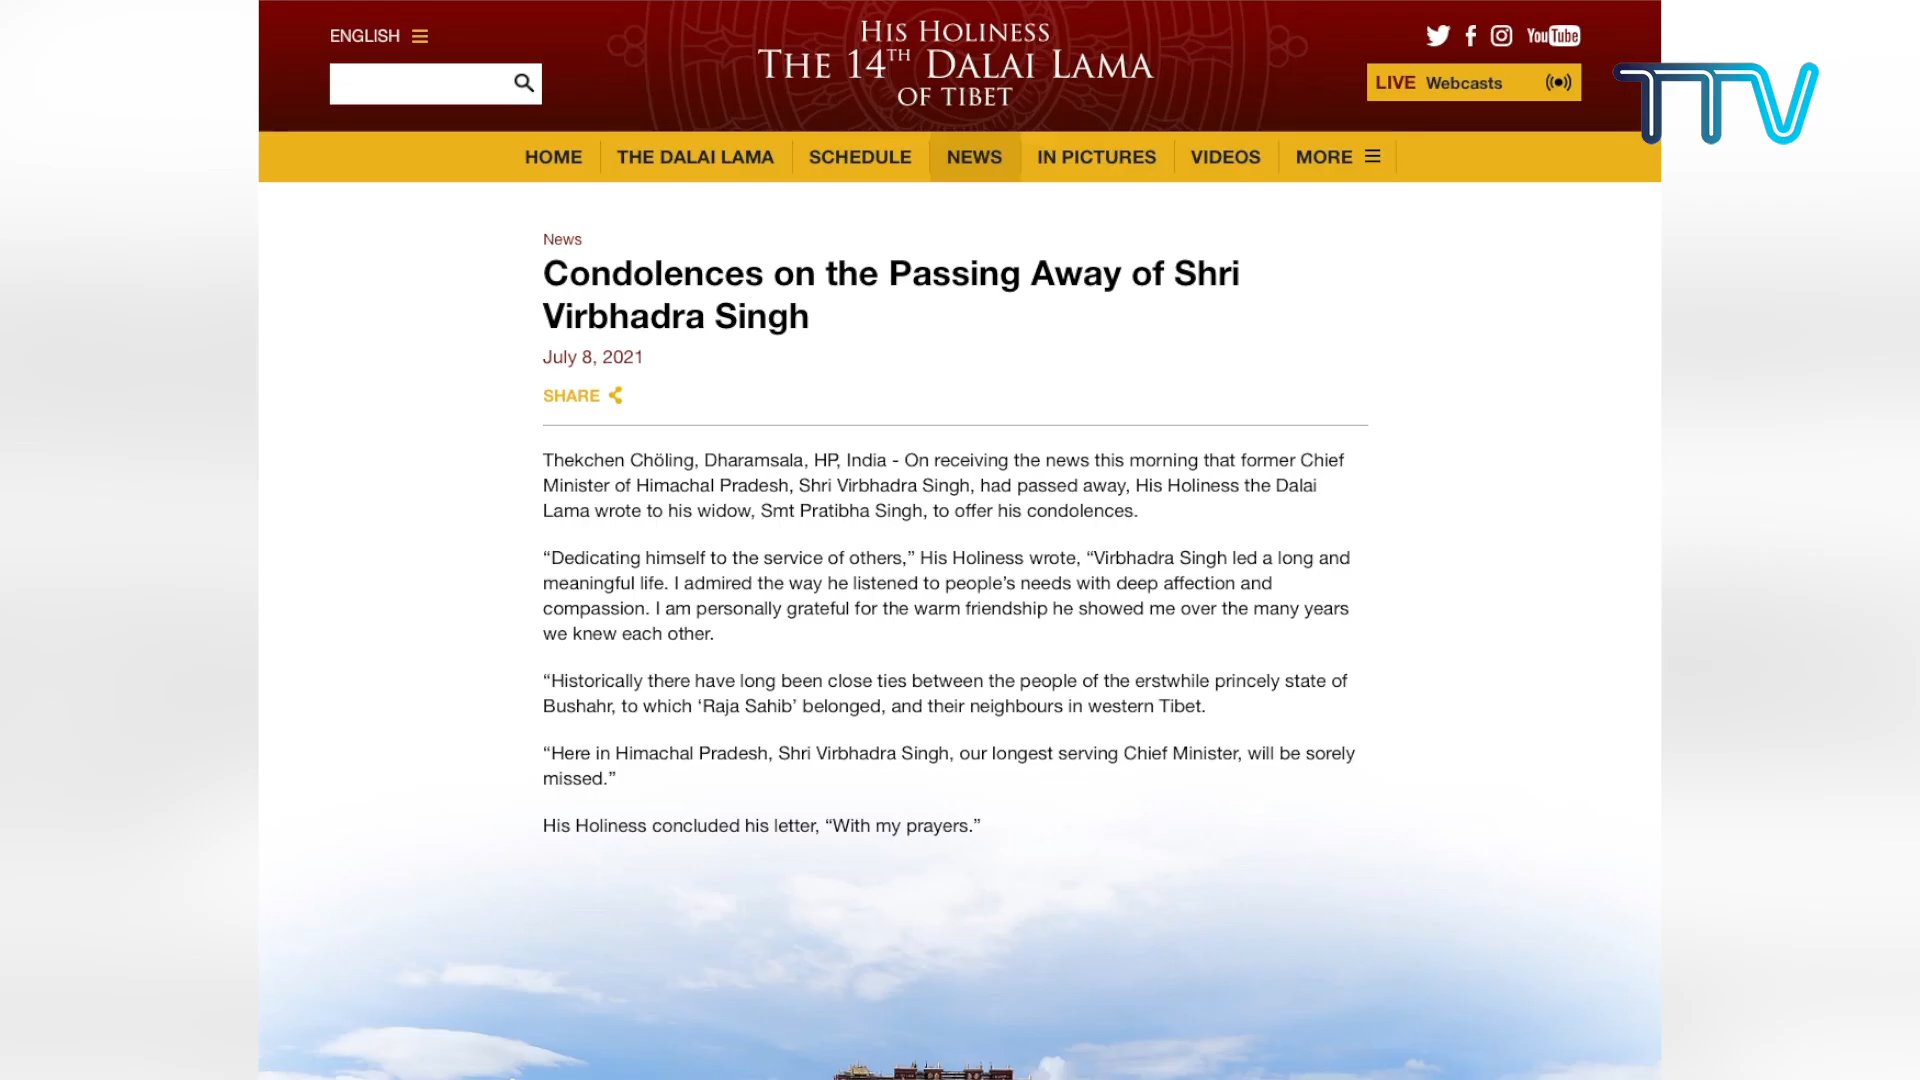 ENGLISH
HIS HOLINESS
THE 14TH DALAI LAMA
OF TIBET
YouTube
LIVE Webcasts
TTV
HOME THE DALAI LAMA SCHEDULE NEWS IN PICTURES VIDEOS MORE
News
Condolences on the Passing Away of Shri
Virbhadra Singh
July 8, 2021
SHARE
Thekchen Chöling, Dharamsala, HP, India - On receiving the news this morning that former Chief
Minister of Himachal Pradesh, Shri Virbhadra Singh, had passed away, His Holiness the Dalai
Lama wrote to his widow, Smt Pratibha Singh, to offer his condolences.
“Dedicating himself to the service of others,” His Holiness wrote, “Virbhadra Singh led a long and
meaningful life. I admired the way he listened to people’s needs with deep affection and
compassion. I am personally grateful for the warm friendship he showed me over the many years
we knew each other.
“Historically there have long been close ties between the people of the erstwhile princely state of
Bushahr, to which ‘Raja Sahib’ belonged, and their neighbours in western Tibet.
“Here in Himachal Pradesh, Shri Virbhadra Singh, our longest serving Chief Minister, will be sorely
missed.”
His Holiness concluded his letter, “With my prayers.”